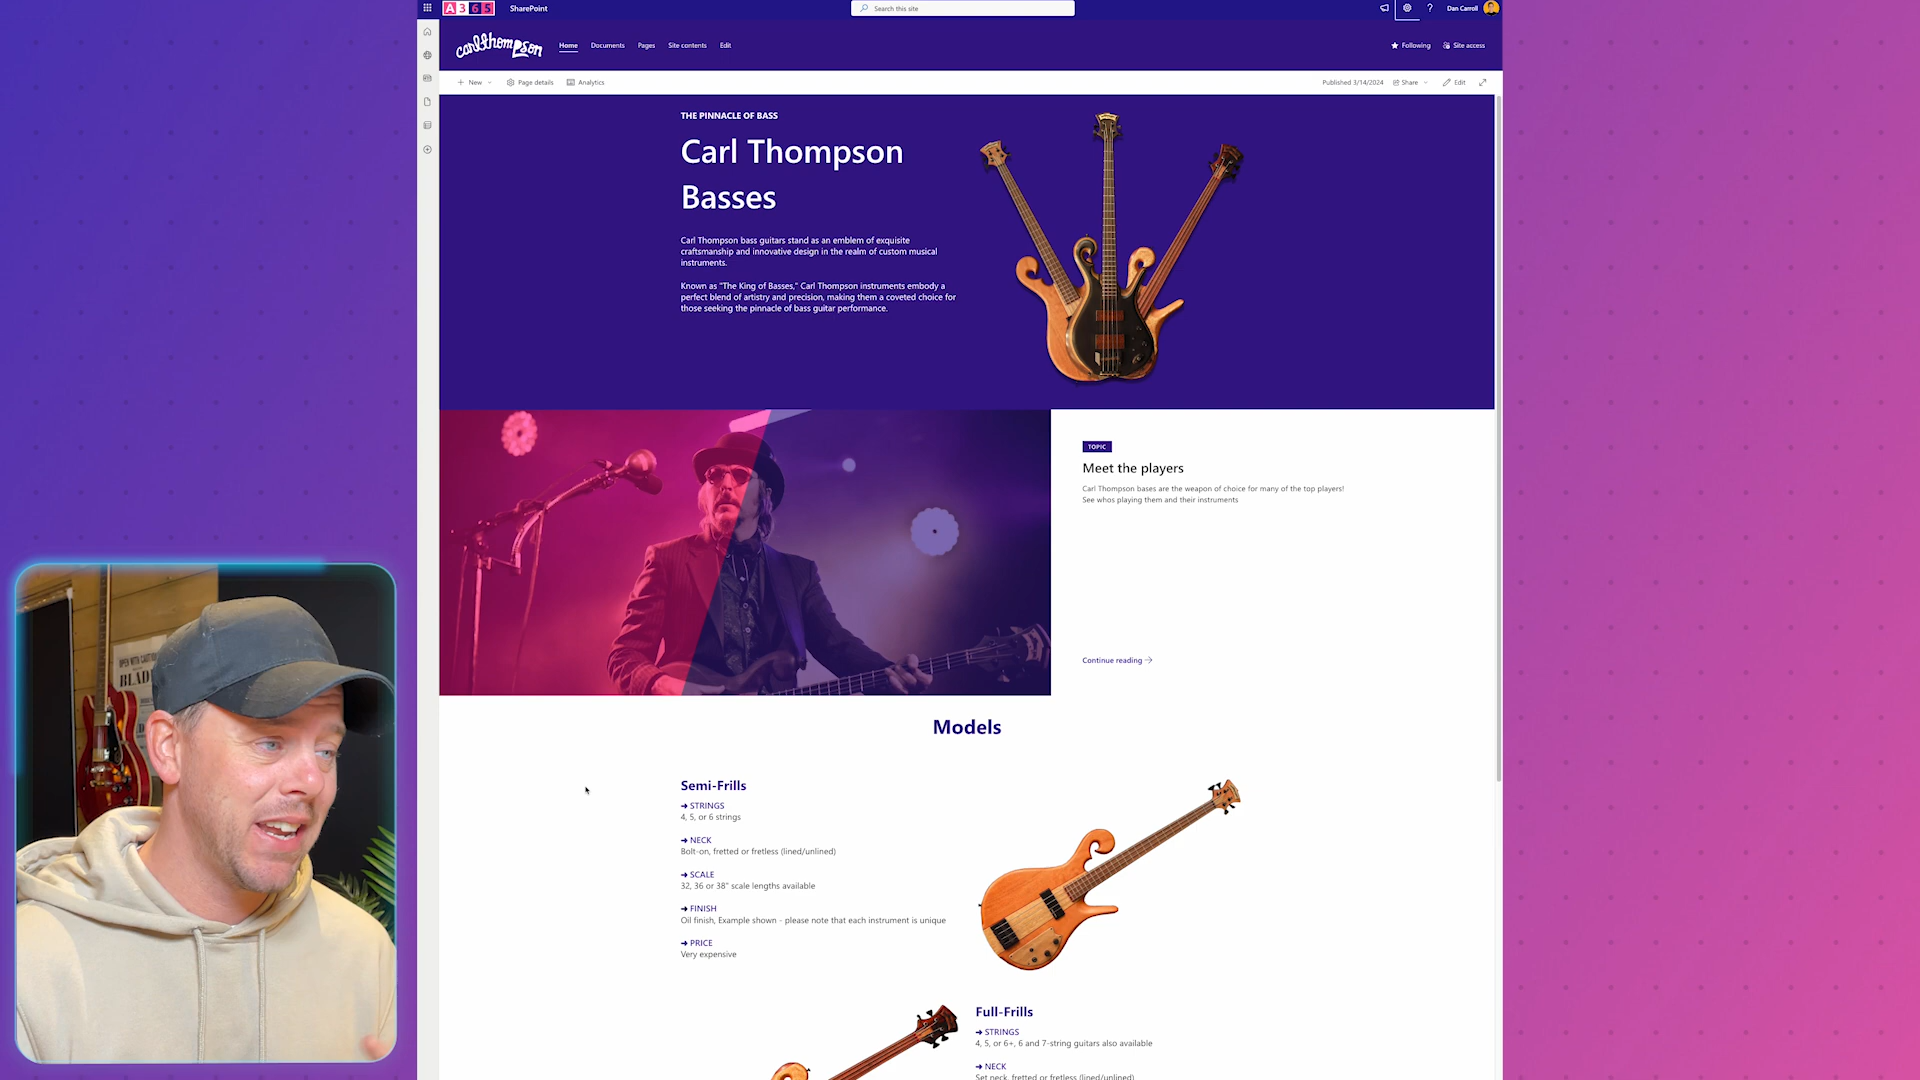 A365
SharePoint
Search this site
Dan Carroll
carlthompson
Home
Documents
Pages
Site contents
Edit
Following
Site access
New
Page details
Analytics
Published 3/14/2024
Share
Edit
THE PINNACLE OF BASS
Carl Thompson
Basses
Carl Thompson bass guitars stand as an emblem of exquisite
craftsmanship and innovative design in the realm of custom musical
instruments.
Known as "The King of Basses," Carl Thompson instruments embody a
perfect blend of artistry and precision, making them a coveted choice for
those seeking the pinnacle of bass guitar performance.
TOPIC
Meet the players
Carl Thompson bases are the weapon of choice for many of the top players!
See whos playing them and their instruments
Continue reading →
Models
Semi-Frills
➜ STRINGS
4, 5, or 6 strings
➜ NECK
Bolt-on, fretted or fretless (lined/unlined)
➜ SCALE
32, 36 or 38" scale lengths available
➜ FINISH
Oil finish, Example shown - please note that each instrument is unique
➜ PRICE
Very expensive
Full-Frills
➜ STRINGS
4, 5, or 6+, 6 and 7-string guitars also available
➜ NECK
Set neck, fretted or fretless (lined/unlined)
OPEN WITH CAUTION
BLAD